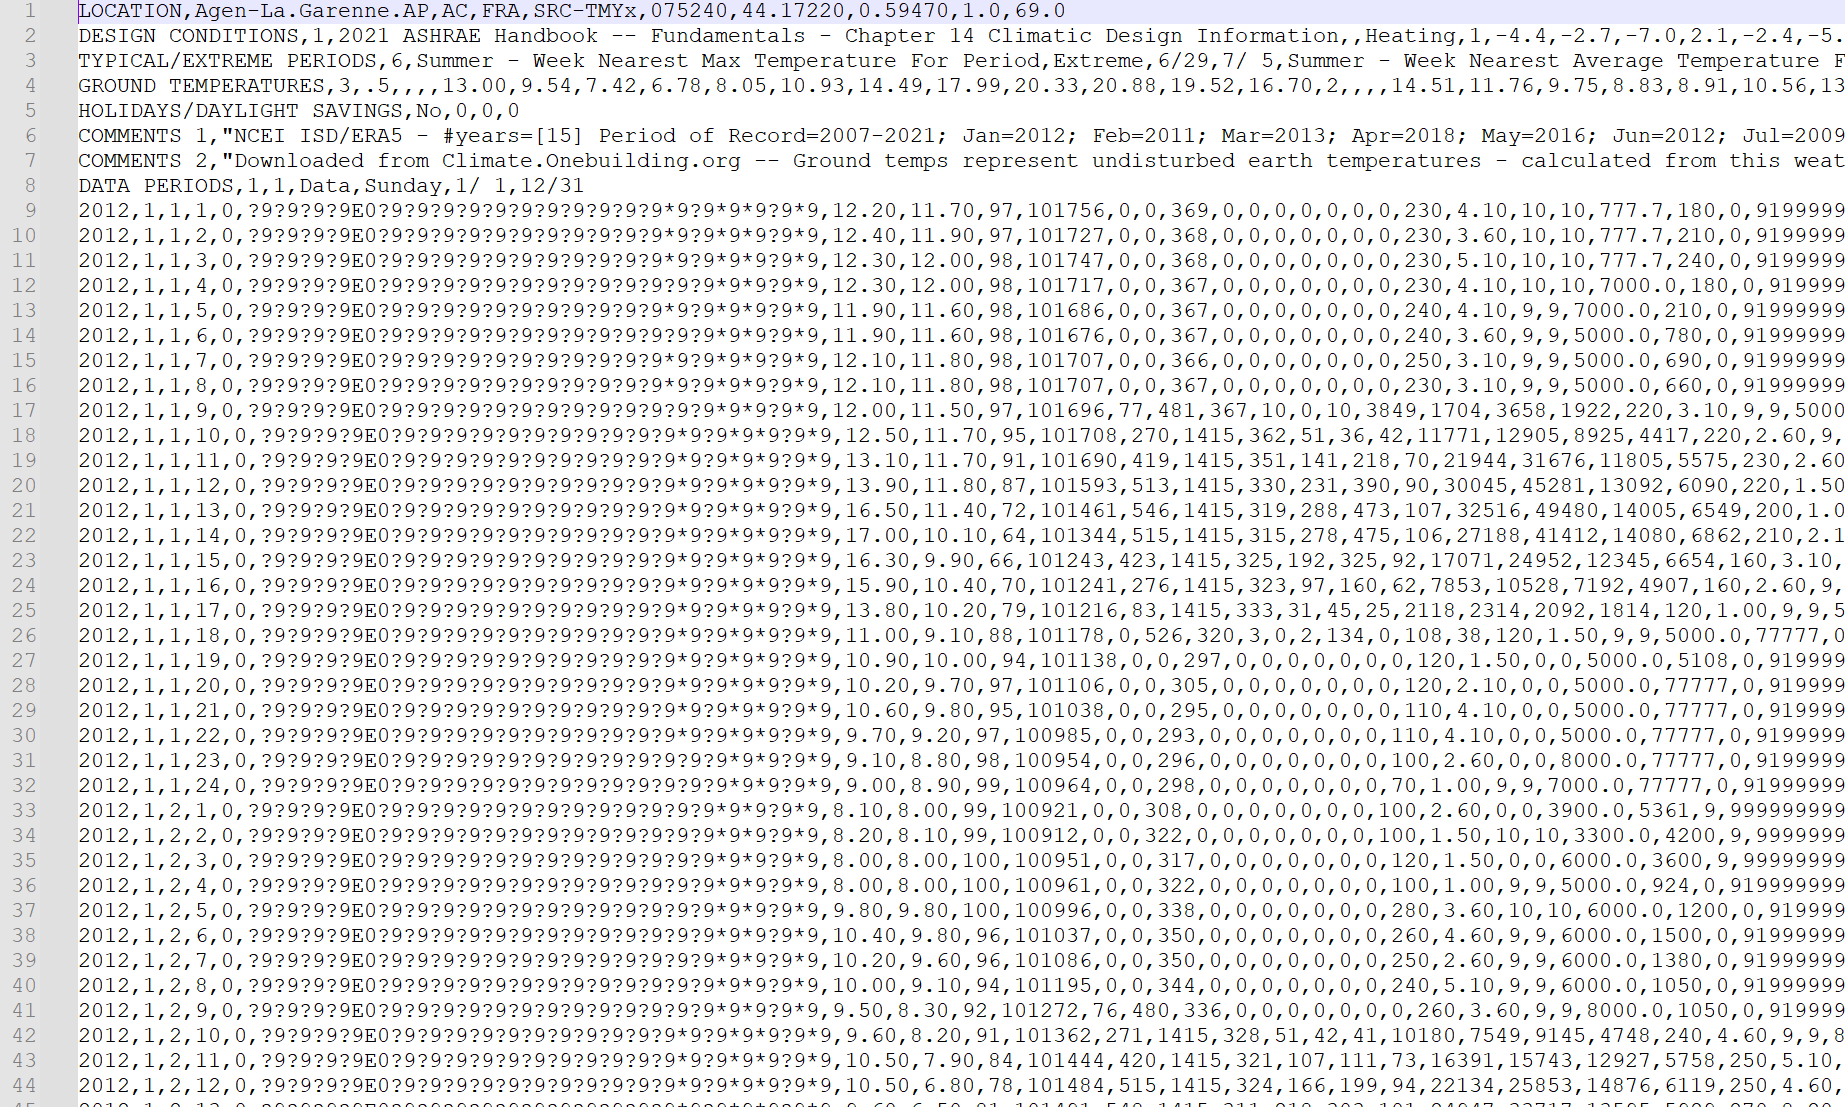 1 LOCATION,Agen-La.Garenne.AP,AC,FRA,SRC-TMYx,075240,44.17220,0.59470,1.0,69.0
2 DESIGN CONDITIONS,1,2021 ASHRAE Handbook -- Fundamentals - Chapter 14 Climatic Design Information,,Heating,1,-4.4,-2.7,-7.0,2.1,-2.4,-5.
3 TYPICAL/EXTREME PERIODS,6,Summer - Week Nearest Max Temperature For Period,Extreme,6/29,7/ 5,Summer - Week Nearest Average Temperature F
4 GROUND TEMPERATURES,3,.5,,,,13.00,9.54,7.42,6.78,8.05,10.93,14.49,17.99,20.33,20.88,19.52,16.70,2,,,,14.51,11.76,9.75,8.83,8.91,10.56,13
5 HOLIDAYS/DAYLIGHT SAVINGS,No,0,0,0
6 COMMENTS 1,"NCEI ISD/ERA5 - #years=[15] Period of Record=2007-2021; Jan=2012; Feb=2011; Mar=2013; Apr=2018; May=2016; Jun=2012; Jul=2009
7 COMMENTS 2,"Downloaded from Climate.Onebuilding.org -- Ground temps represent undisturbed earth temperatures - calculated from this weat
8 DATA PERIODS,1,1,Data,Sunday,1/ 1,12/31
9 2012,1,1,1,0,?9?9?9?9E0?9?9?9?9?9?9?9?9?9?9?9*9?9*9*9?9*9,12.20,11.70,97,101756,0,0,369,0,0,0,0,0,0,0,230,4.10,10,10,777.7,180,0,9199999
10 2012,1,1,2,0,?9?9?9?9E0?9?9?9?9?9?9?9?9?9?9?9*9?9*9*9?9*9,12.40,11.90,97,101727,0,0,368,0,0,0,0,0,0,0,230,3.60,10,10,777.7,210,0,9199999
11 2012,1,1,3,0,?9?9?9?9E0?9?9?9?9?9?9?9?9?9?9?9*9?9*9*9?9*9,12.30,12.00,98,101747,0,0,368,0,0,0,0,0,0,0,230,5.10,10,10,777.7,240,0,9199999
12 2012,1,1,4,0,?9?9?9?9E0?9?9?9?9?9?9?9?9?9?9?9*9?9*9*9?9*9,12.30,12.00,98,101717,0,0,367,0,0,0,0,0,0,0,230,4.10,10,10,7000.0,180,0,919999
13 2012,1,1,5,0,?9?9?9?9E0?9?9?9?9?9?9?9?9?9?9?9*9?9*9*9?9*9,11.90,11.60,98,101686,0,0,367,0,0,0,0,0,0,0,240,4.10,9,9,7000.0,210,0,91999999
14 2012,1,1,6,0,?9?9?9?9E0?9?9?9?9?9?9?9?9?9?9?9*9?9*9*9?9*9,11.90,11.60,98,101676,0,0,367,0,0,0,0,0,0,0,240,3.60,9,9,5000.0,780,0,91999999
15 2012,1,1,7,0,?9?9?9?9E0?9?9?9?9?9?9?9?9?9?9?9*9?9*9*9?9*9,12.10,11.80,98,101707,0,0,366,0,0,0,0,0,0,0,250,3.10,9,9,5000.0,690,0,91999999
16 2012,1,1,8,0,?9?9?9?9E0?9?9?9?9?9?9?9?9?9?9?9*9?9*9*9?9*9,12.10,11.80,98,101707,0,0,367,0,0,0,0,0,0,0,230,3.10,9,9,5000.0,660,0,91999999
17 2012,1,1,9,0,?9?9?9?9E0?9?9?9?9?9?9?9?9?9?9?9?9?9*9*9?9*9,12.00,11.50,97,101696,77,481,367,10,0,10,3849,1704,3658,1922,220,3.10,9,9,5000
18 2012,1,1,10,0,?9?9?9?9E0?9?9?9?9?9?9?9?9?9?9?9*9?9*9*9?9*9,12.50,11.70,95,101708,270,1415,362,51,36,42,11771,12905,8925,4417,220,2.60,9,
19 2012,1,1,11,0,?9?9?9?9E0?9?9?9?9?9?9?9?9?9?9?9*9?9*9*9?9*9,13.10,11.70,91,101690,419,1415,351,141,218,70,21944,31676,11805,5575,230,2.60
20 2012,1,1,12,0,?9?9?9?9E0?9?9?9?9?9?9?9?9?9?9?9*9?9*9*9?9*9,13.90,11.80,87,101593,513,1415,330,231,390,90,30045,45281,13092,6090,220,1.50
21 2012,1,1,13,0,?9?9?9?9E0?9?9?9?9?9?9?9?9?9?9?9*9?9*9*9?9*9,16.50,11.40,72,101461,546,1415,319,288,473,107,32516,49480,14005,6549,200,1.0
22 2012,1,1,14,0,?9?9?9?9E0?9?9?9?9?9?9?9?9?9?9?9*9?9*9*9?9*9,17.00,10.10,64,101344,515,1415,315,278,475,106,27188,41412,14080,6862,210,2.1
23 2012,1,1,15,0,?9?9?9?9E0?9?9?9?9?9?9?9?9?9?9?9*9?9*9*9?9*9,16.30,9.90,66,101243,423,1415,325,192,325,92,17071,24952,12345,6654,160,3.10,
24 2012,1,1,16,0,?9?9?9?9E0?9?9?9?9?9?9?9?9?9?9?9*9?9*9*9?9*9,15.90,10.40,70,101241,276,1415,323,97,160,62,7853,10528,7192,4907,160,2.60,9,
25 2012,1,1,17,0,?9?9?9?9E0?9?9?9?9?9?9?9?9?9?9?9*9?9*9*9?9*9,13.80,10.20,79,101216,83,1415,333,31,45,25,2118,2314,2092,1814,120,1.00,9,9,5
26 2012,1,1,18,0,?9?9?9?9E0?9?9?9?9?9?9?9?9?9?9?9*9?9*9*9?9*9,11.00,9.10,88,101178,0,526,320,3,0,2,134,0,108,38,120,1.50,9,9,5000.0,77777,0
27 2012,1,1,19,0,?9?9?9?9E0?9?9?9?9?9?9?9?9?9?9?9*9?9*9*9?9*9,10.90,10.00,94,101138,0,0,297,0,0,0,0,0,0,0,120,1.50,0,0,5000.0,5108,0,919999
28 2012,1,1,20,0,?9?9?9?9E0?9?9?9?9?9?9?9?9?9?9?9*9?9*9*9?9*9,10.20,9.70,97,101106,0,0,305,0,0,0,0,0,0,0,120,2.10,0,0,5000.0,77777,0,919999
29 2012,1,1,21,0,?9?9?9?9E0?9?9?9?9?9?9?9?9?9?9?9*9?9*9*9?9*9,10.60,9.80,95,101038,0,0,295,0,0,0,0,0,0,0,110,4.10,0,0,5000.0,77777,0,919999
30 2012,1,1,22,0,?9?9?9?9E0?9?9?9?9?9?9?9?9?9?9?9*9?9*9*9?9*9,9.70,9.20,97,100985,0,0,293,0,0,0,0,0,0,0,110,4.10,0,0,5000.0,77777,0,9199999
31 2012,1,1,23,0,?9?9?9?9E0?9?9?9?9?9?9?9?9?9?9?9*9?9*9*9?9*9,9.10,8.80,98,100954,0,0,296,0,0,0,0,0,0,0,100,2.60,0,0,8000.0,77777,0,9199999
32 2012,1,1,24,0,?9?9?9?9E0?9?9?9?9?9?9?9?9?9?9?9*9?9*9*9?9*9,9.00,8.90,99,100964,0,0,298,0,0,0,0,0,0,0,70,1.00,9,9,7000.0,77777,0,91999999
33 2012,1,2,1,0,?9?9?9?9E0?9?9?9?9?9?9?9?9?9?9?9?9?9*9*9?9*9,8.10,8.00,99,100921,0,0,308,0,0,0,0,0,0,0,100,2.60,0,0,3900.0,5361,9,999999999
34 2012,1,2,2,0,?9?9?9?9E0?9?9?9?9?9?9?9?9?9?9?9?9?9*9*9?9*9,8.20,8.10,99,100912,0,0,322,0,0,0,0,0,0,0,100,1.50,10,10,3300.0,4200,9,9999999
35 2012,1,2,3,0,?9?9?9?9E0?9?9?9?9?9?9?9?9?9?9?9?9?9*9*9?9*9,8.00,8.00,100,100951,0,0,317,0,0,0,0,0,0,0,120,1.50,0,0,6000.0,3600,9,99999999
36 2012,1,2,4,0,?9?9?9?9E0?9?9?9?9?9?9?9?9?9?9?9?9?9*9*9?9*9,8.00,8.00,100,100961,0,0,322,0,0,0,0,0,0,0,100,1.00,9,9,5000.0,924,0,919999999
37 2012,1,2,5,0,?9?9?9?9E0?9?9?9?9?9?9?9?9?9?9?9?9?9*9*9?9*9,9.80,9.80,100,100996,0,0,338,0,0,0,0,0,0,0,280,3.60,10,10,6000.0,1200,0,919999
38 2012,1,2,6,0,?9?9?9?9E0?9?9?9?9?9?9?9?9?9?9?9*9?9*9*9?9*9,10.40,9.80,96,101037,0,0,350,0,0,0,0,0,0,0,260,4.60,9,9,6000.0,1500,0,91999999
39 2012,1,2,7,0,?9?9?9?9E0?9?9?9?9?9?9?9?9?9?9?9*9?9*9*9?9*9,10.20,9.60,96,101086,0,0,350,0,0,0,0,0,0,0,250,2.60,9,9,6000.0,1380,0,91999999
40 2012,1,2,8,0,?9?9?9?9E0?9?9?9?9?9?9?9?9?9?9?9*9?9*9*9?9*9,10.00,9.10,94,101195,0,0,344,0,0,0,0,0,0,0,240,5.10,9,9,6000.0,1050,0,91999999
41 2012,1,2,9,0,?9?9?9?9E0?9?9?9?9?9?9?9?9?9?9?9?9?9*9*9?9*9,9.50,8.30,92,101272,76,480,336,0,0,0,0,0,0,0,260,3.60,9,9,8000.0,1050,0,919999
42 2012,1,2,10,0,?9?9?9?9E0?9?9?9?9?9?9?9?9?9?9?9*9?9*9*9?9*9,9.60,8.20,91,101362,271,1415,328,51,42,41,10180,7549,9145,4748,240,4.60,9,9,8
43 2012,1,2,11,0,?9?9?9?9E0?9?9?9?9?9?9?9?9?9?9?9*9?9*9*9?9*9,10.50,7.90,84,101444,420,1415,321,107,111,73,16391,15743,12927,5758,250,5.10,
44 2012,1,2,12,0,?9?9?9?9E0?9?9?9?9?9?9?9?9?9?9?9*9?9*9*9?9*9,10.50,6.80,78,101484,515,1415,324,166,199,94,22134,25853,14876,6119,250,4.60,